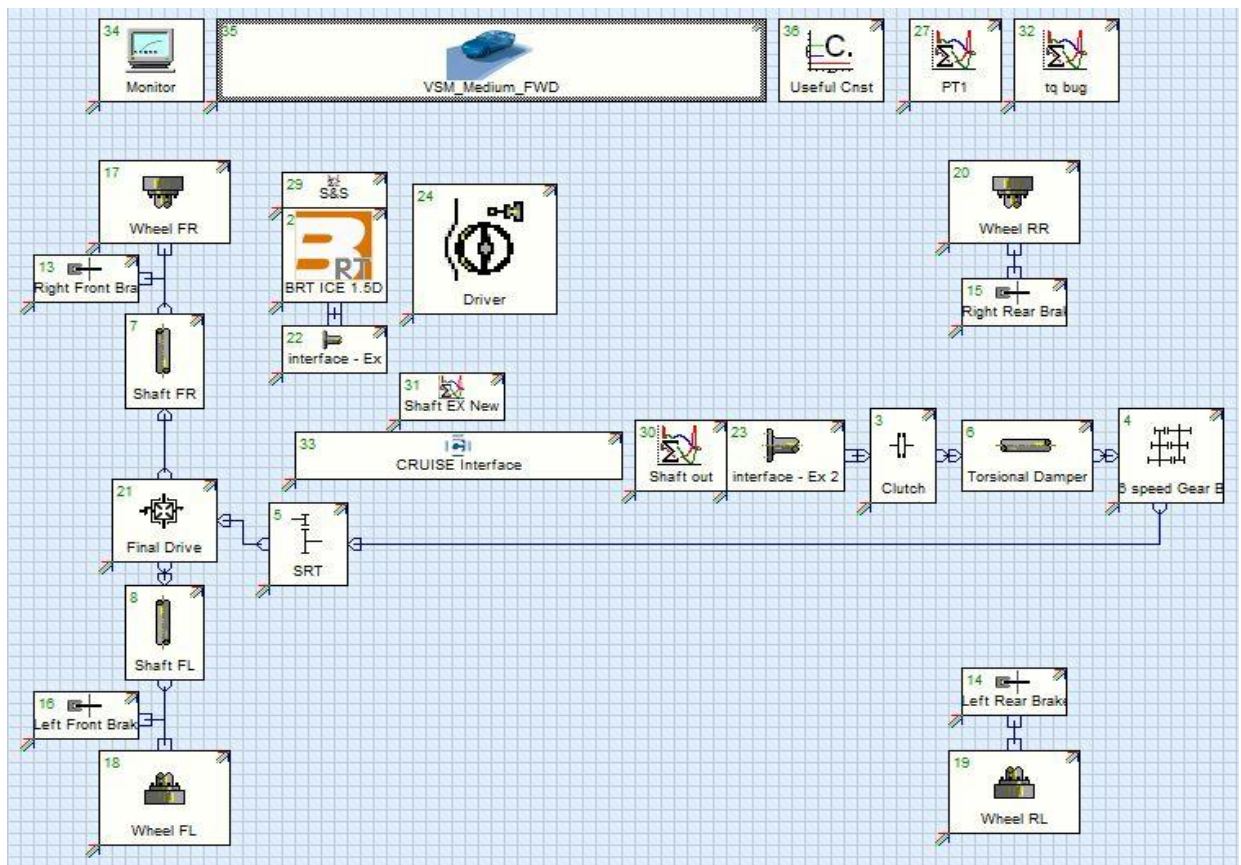 34
Monitor
35
VSM_Medium_FWD
36
C.
Useful Cnst
27
PT1
32
tq bug
17
Wheel FR
29
S&S
24
Driver
20
Wheel RR
2
BRT
BRT ICE 1.5D
13
Right Front Bra
15
Right Rear Brak
7
Shaft FR
22
interface - Ex
31
Shaft EX New
33
CRUISE Interface
30
Shaft out
23
interface - Ex 2
3
Clutch
6
Torsional Damper
4
6 speed Gear B
21
Final Drive
5
SRT
8
Shaft FL
16
Left Front Brak
14
Left Rear Brake
18
Wheel FL
19
Wheel RL